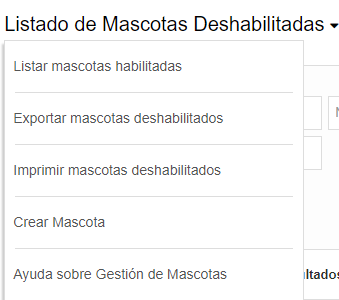 Listado de Mascotas Deshabilitadas
Listar mascotas habilitadas
Exportar mascotas deshabilitados
Imprimir mascotas deshabilitados
Crear Mascota
Ayuda sobre Gestión de Mascotas